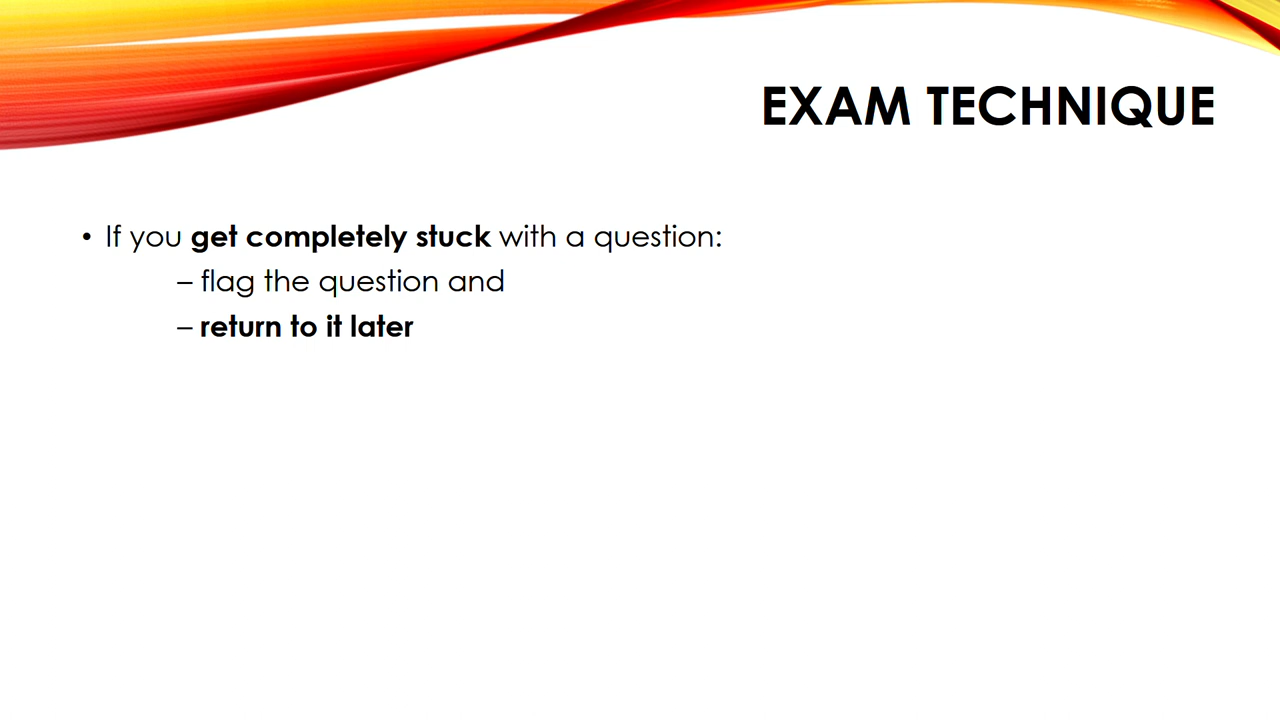 EXAM TECHNIQUE
• If you get completely stuck with a question:
– flag the question and
– return to it later